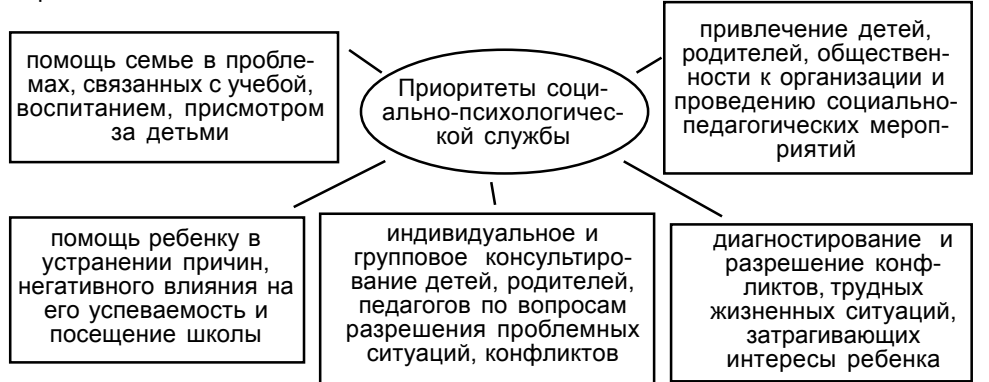 помощь семье в пробле-
мах, связанных с учебой,
воспитанием, присмотром
за детьми
Приоритеты соци-
ально-психологичес-
кой службы
привлечение детей,
родителей, обществен-
ности к организации и
проведению социально-
педагогических мероп-
риятий
помощь ребенку в
устранении причин,
негативного влияния на
его успеваемость и
посещение школы
индивидуальное и
групповое консультиро-
вание детей, родителей,
педагогов по вопросам
разрешения проблемных
ситуаций, конфликтов
диагностирование и
разрешение конф-
ликтов, трудных
жизненных ситуаций,
затрагивающих
интересы ребенка